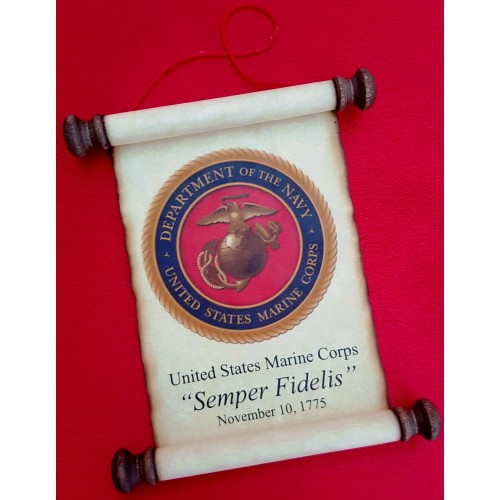 DEPARTMENT OF THE NAVY
UNITED STATES MARINE CORPS
United States Marine Corps
“Semper Fidelis”
November 10, 1775